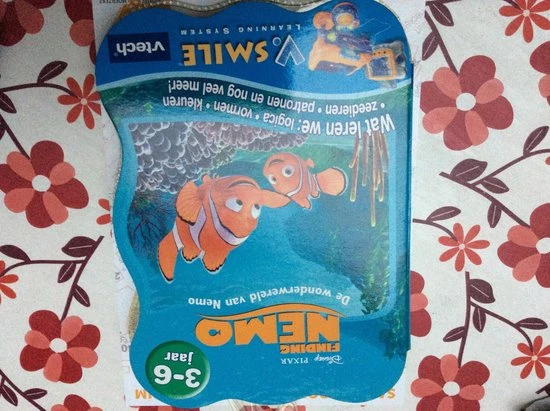 3-6
jaar
Disney PIXAR
FINDING
NEMO
De wonderwereld van Nemo
Wat leren we: logica • vormen • kleuren
• zeedieren • patronen en nog veel meer!
V.SMILE
LEARNING SYSTEM
vtech